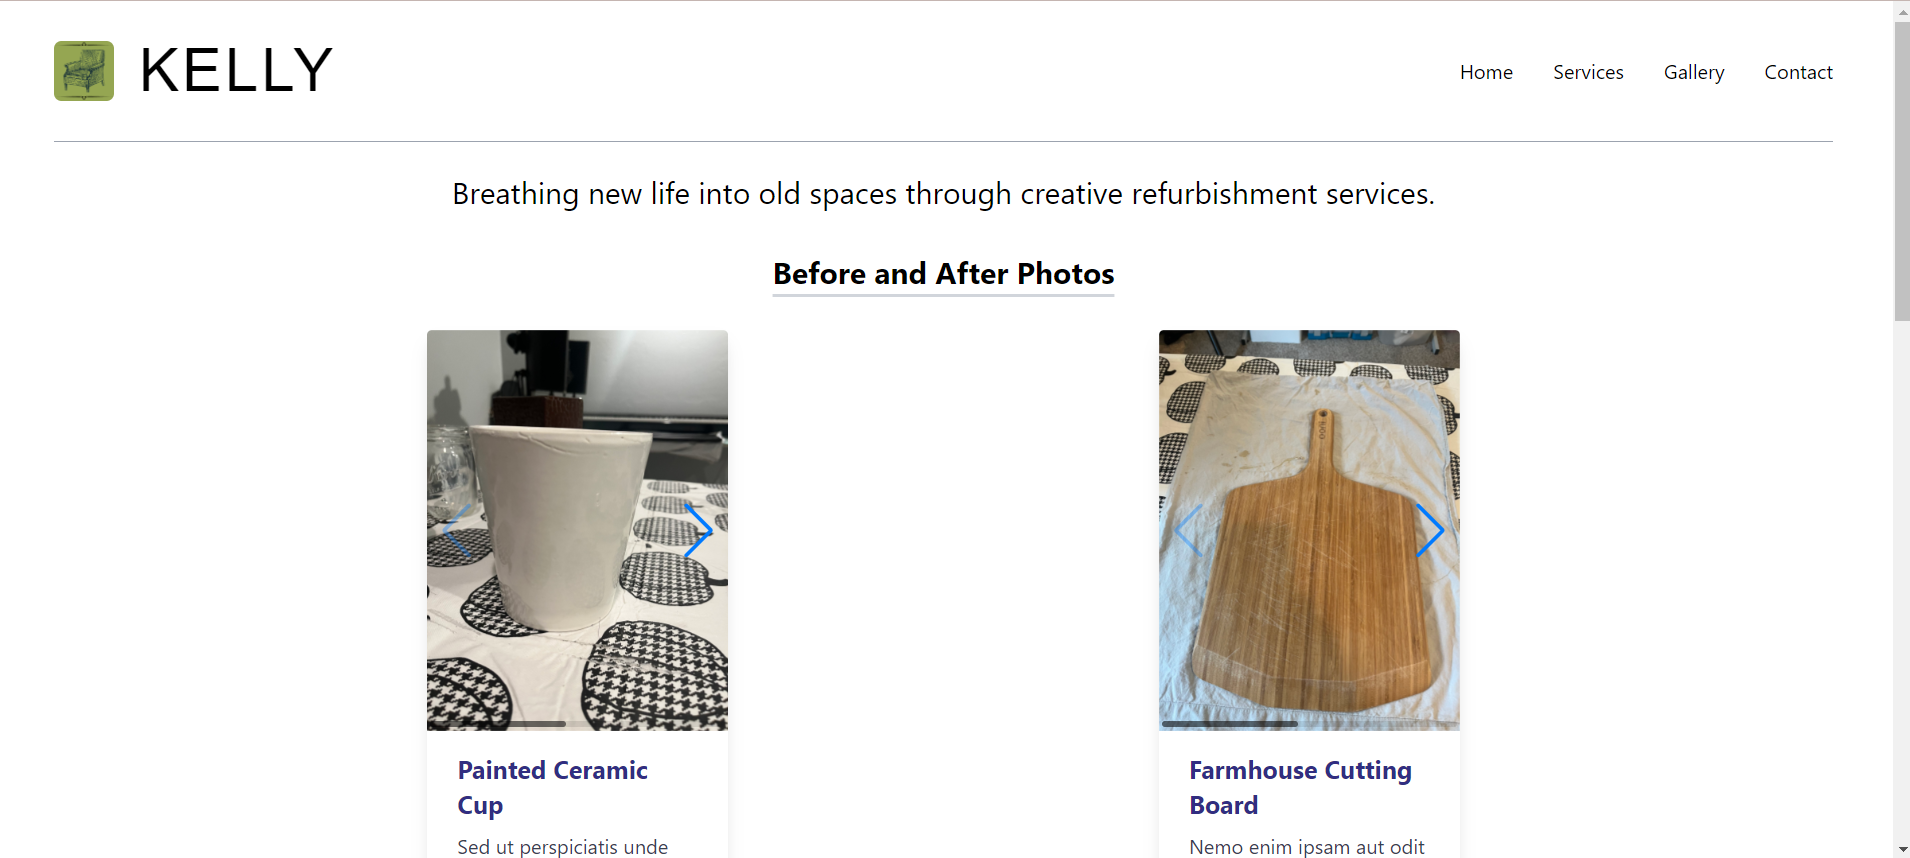 KELLY
Home Services Gallery Contact
Breathing new life into old spaces through creative refurbishment services.
Before and After Photos
Painted Ceramic
Cup
Sed ut perspiciatis unde
Farmhouse Cutting
Board
Nemo enim ipsam aut odit